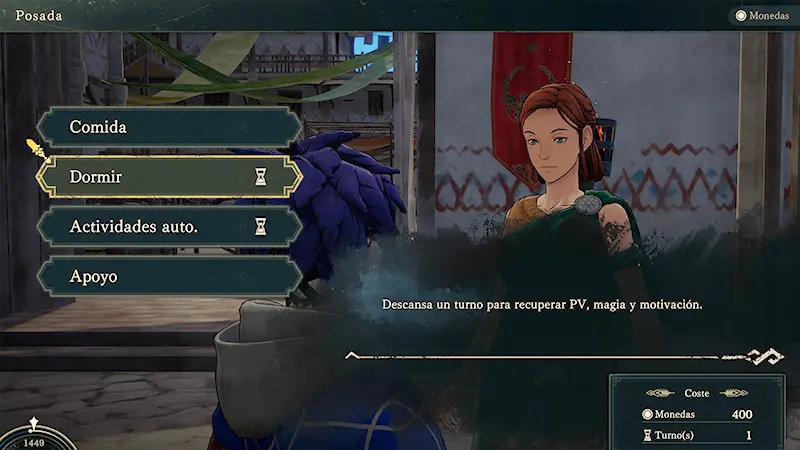 Posada
Monedas
Comida
Dormir
Actividades auto.
Apoyo
Descansa un turno para recuperar PV, magia y motivación.
Coste
Monedas 400
Turno(s) 1
1449